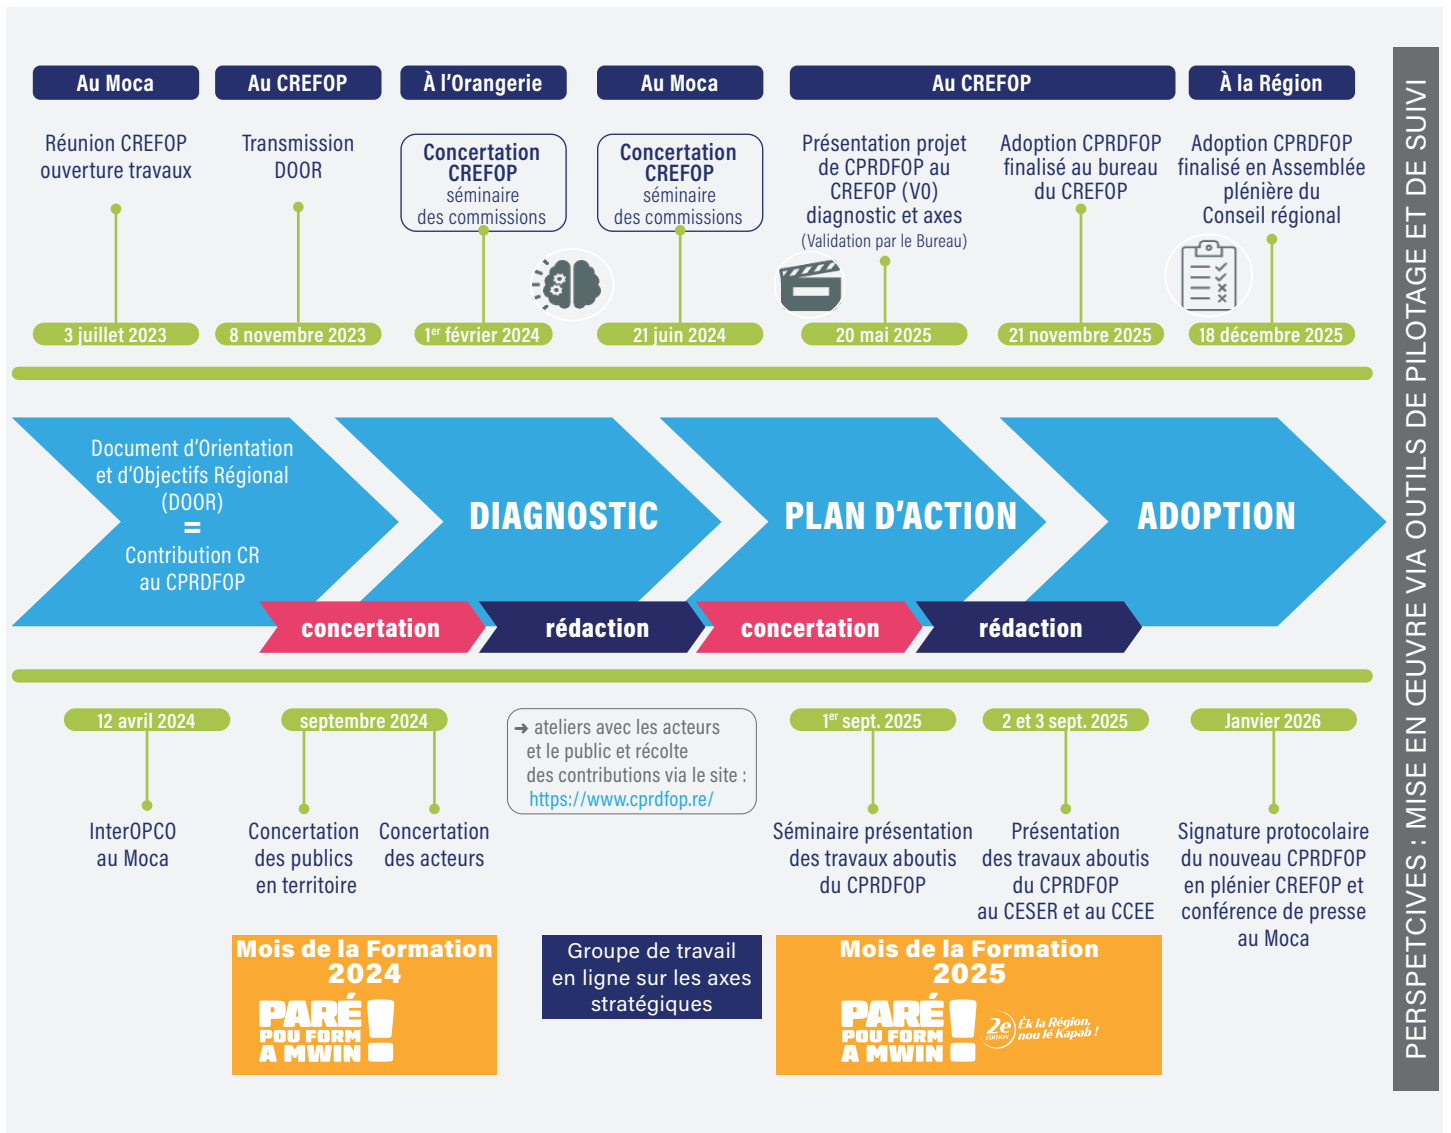 Au Moca
Réunion CREFOP
ouverture travaux
3 juillet 2023
Au CREFOP
Transmission
DOOR
8 novembre 2023
À l'Orangerie
Concertation
CREFOP
séminaire
des commissions
1er février 2024
Au Moca
Concertation
CREFOP
séminaire
des commissions
21 juin 2024
Au CREFOP
Présentation projet
de CPRDFOP au
CREFOP (V0)
diagnostic et axes
(Validation par le Bureau)
20 mai 2025
Adoption CPRDFOP
finalisé au bureau
du CREFOP
21 novembre 2025
À la Région
Adoption CPRDFOP
finalisé en Assemblée
plénière du
Conseil régional
18 décembre 2025
Document d'Orientation
et d'Objectifs Régional
(DOOR)
=
Contribution CR
au CPRDFOP
DIAGNOSTIC
PLAN D'ACTION
ADOPTION
concertation
rédaction
concertation
rédaction
12 avril 2024
InterOPCO
au Moca
septembre 2024
Concertation
des publics
en territoire
Concertation
des acteurs
➜ ateliers avec les acteurs
et le public et récolte
des contributions via le site :
https://www.cprdfop.re/
1er sept. 2025
Séminaire présentation
des travaux aboutis
du CPRDFOP
2 et 3 sept. 2025
Présentation
des travaux aboutis
du CPRDFOP
au CESER et au CCEE
Janvier 2026
Signature protocolaire
du nouveau CPRDFOP
en plénier CREFOP et
conférence de presse
au Moca
Mois de la Formation
2024
PARÉ
POU FORM
A MWIN !
Groupe de travail
en ligne sur les axes
stratégiques
Mois de la Formation
2025
PARÉ
POU FORM
A MWIN !
2e
ÉDITION
Èk la Région,
nou lé Kapab !
PERSPETCIVES : MISE EN ŒUVRE VIA OUTILS DE PILOTAGE ET DE SUIVI